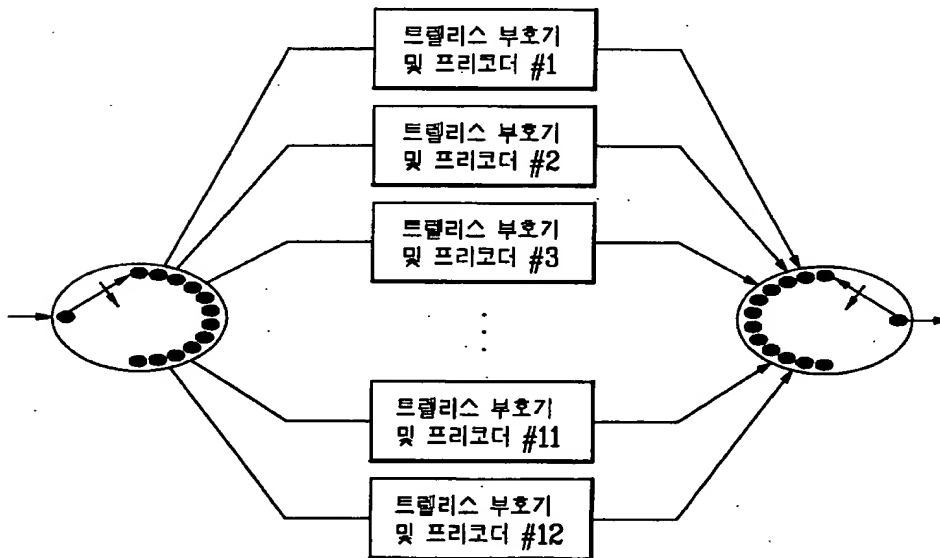 트렐리스 부호기
및 프리코더 #1
트렐리스 부호기
및 프리코더 #2
트렐리스 부호기
및 프리코더 #3
트렐리스 부호기
및 프리코더 #11
트렐리스 부호기
및 프리코더 #12